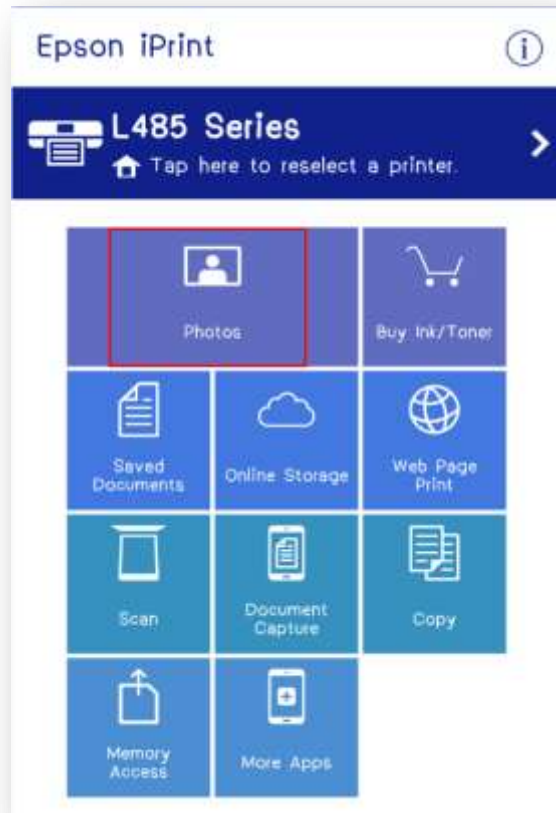 Epson iPrint
i
L485 Series
Tap here to reselect a printer.
Photos
Buy Ink/Toner
Saved
Documents
Online Storage
Web Page
Print
Scan
Document
Capture
Copy
Memory
Access
More Apps